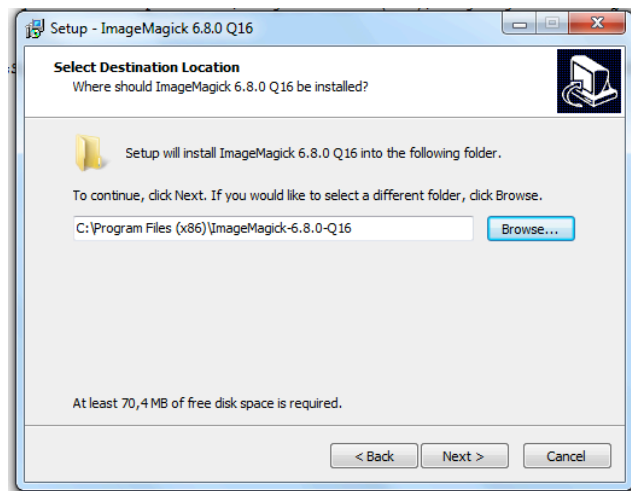 Setup - ImageMagick 6.8.0 Q16
Select Destination Location
Where should ImageMagick 6.8.0 Q16 be installed?
Setup will install ImageMagick 6.8.0 Q16 into the following folder.
To continue, click Next. If you would like to select a different folder, click Browse.
C:\Program Files (x86)\ImageMagick-6.8.0-Q16
Browse...
At least 70,4 MB of free disk space is required.
< Back
Next >
Cancel